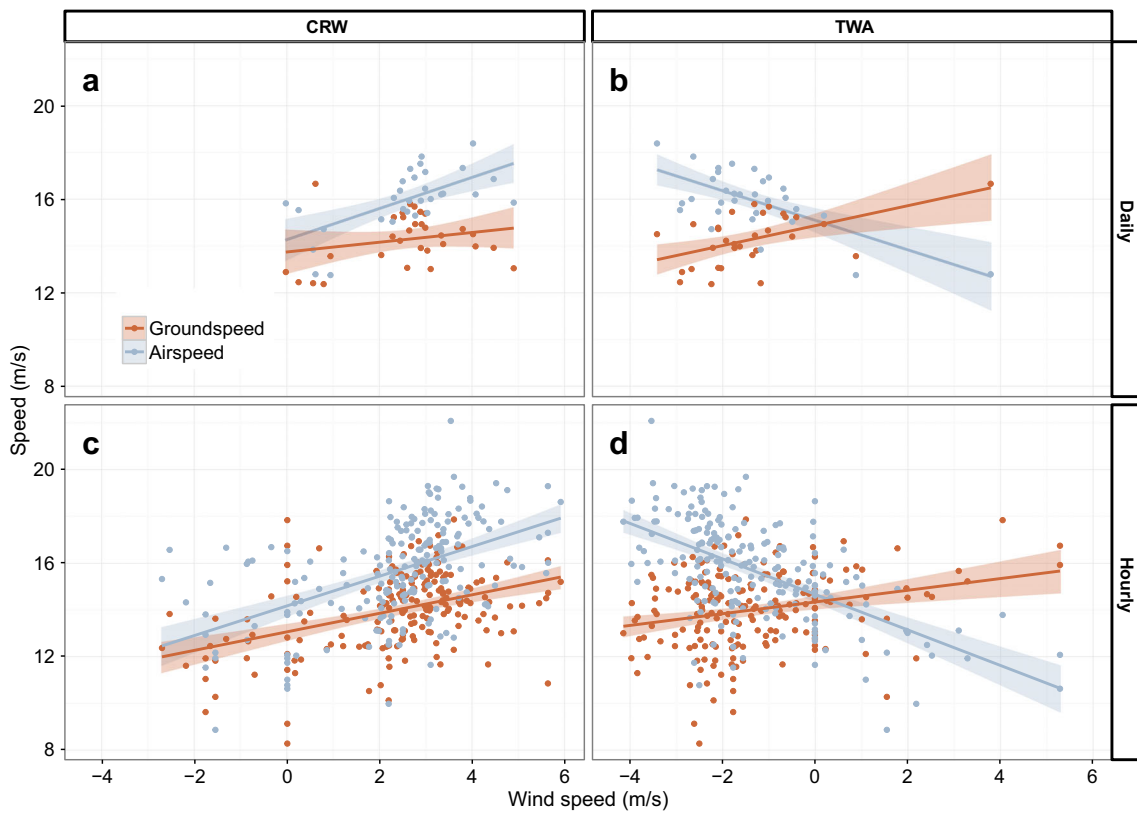 CRW
TWA
a
b
20
16
12
8
Daily
Groundspeed
Airspeed
Speed (m/s)
c
d
20
16
12
8
Hourly
−4
−2
0
2
4
6
−4
−2
0
2
4
6
Wind speed (m/s)